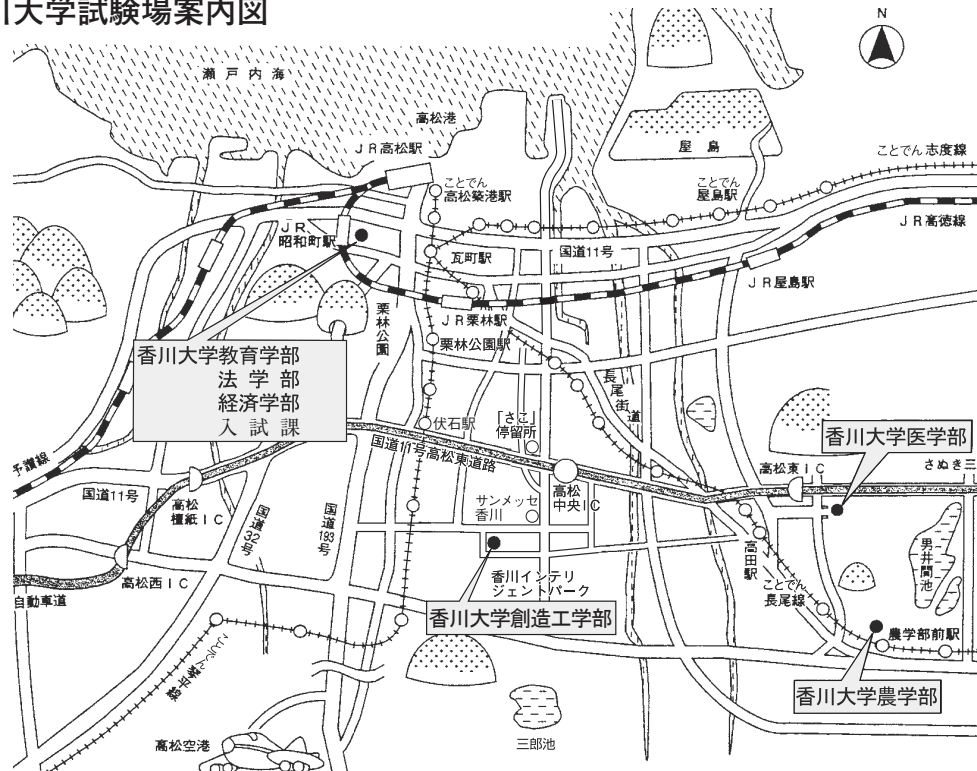 川大学試験場案内図
N
瀬戸内海
高松港
JR高松駅
ことでん
高松築港駅
屋島
ことでん 志度線
ことでん
屋島駅
JR高徳線
JR
昭和町駅
瓦町駅
国道11号
JR屋島駅
栗林公園
JR栗林駅
栗林公園駅
香川大学教育学部
法学部
経済学部
入試課
長尾街道
「さこ」
停留所
伏石駅
国道11号高松東道路
香川大学医学部
高松東IC
さぬき三
予讃線
国道11号
高松
檀紙IC
サンメッセ
香川
高松
中央IC
国道32号
国道193号
高田駅
男井間池
高松西IC
自動車道
香川インテリ
ジェントパーク
ことでん
長尾線
香川大学創造工学部
農学部前駅
ことでん琴平線
香川大学農学部
高松空港
三郎池